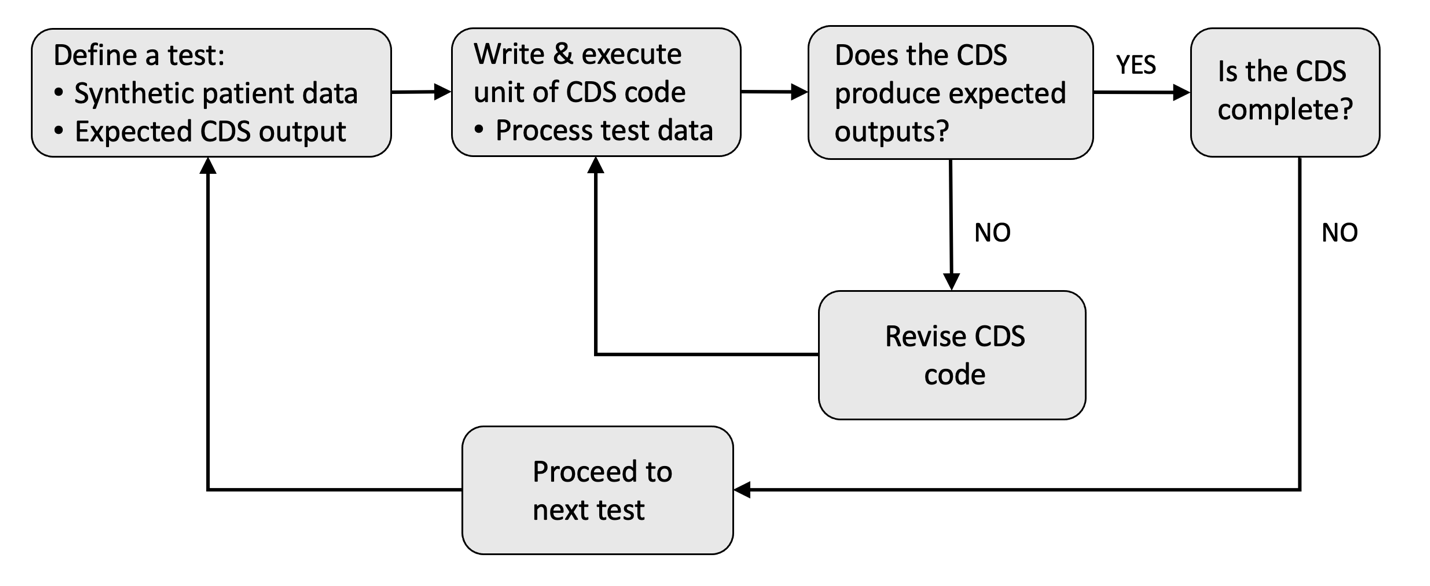 Define a test:
• Synthetic patient data
• Expected CDS output
Write & execute
unit of CDS code
• Process test data
Does the CDS
produce expected
outputs?
YES
Is the CDS
complete?
NO
NO
Revise CDS
code
Proceed to
next test